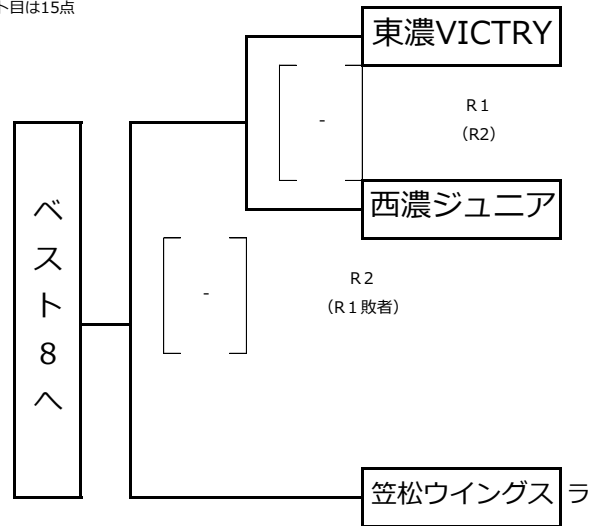 ト目は15点
東濃VICTRY
-
R１
（R2）
西濃ジュニア
ベスト８へ
-
R２
（R１敗者）
笠松ウイングス
ラ